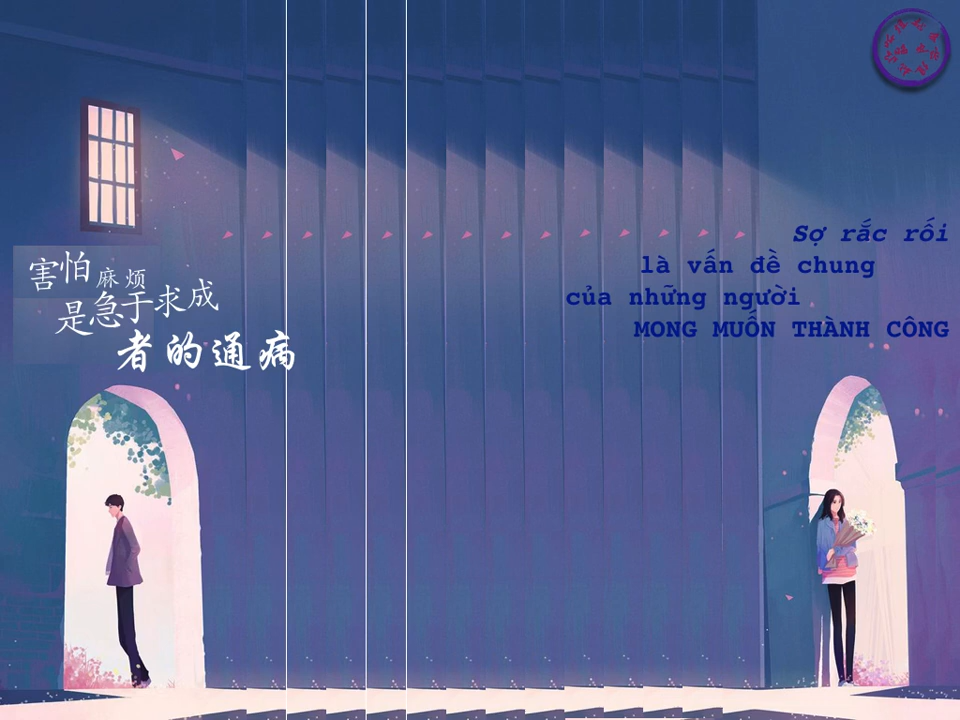 害怕麻烦
是急于求成
者的通病
Sợ rắc rối
là vấn đề chung
của những người
MONG MUỐN THÀNH CÔNG